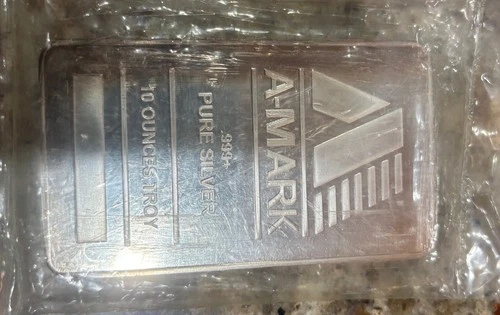 A-MARK
.999+
PURE SILVER
10 OUNCES TROY